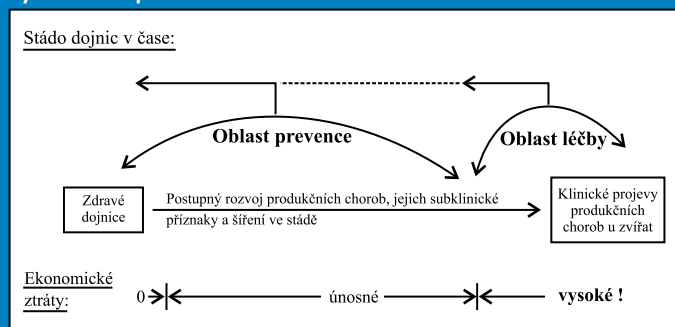 Stádo dojnic v čase:
Oblast prevence
Oblast léčby
Zdravé
dojnice
Postupný rozvoj produkčních chorob, jejich subklinické
příznaky a šíření ve stádě
Klinické projevy
produkčních
chorob u zvířat
Ekonomické
ztráty:
0
únosné
vysoké !